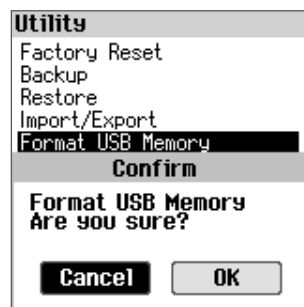 Utility
Factory Reset
Backup
Restore
Import/Export
Format USB Memory
Confirm
Format USB Memory
Are you sure?
Cancel OK